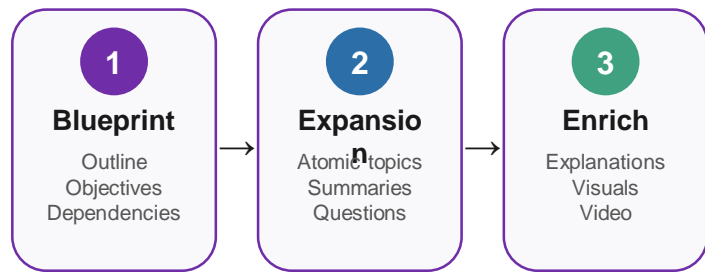 1
Blueprint
Outline
Objectives
Dependencies
→
2
Expansio
n
Atomic topics
Summaries
Questions
→
3
Enrich
Explanations
Visuals
Video